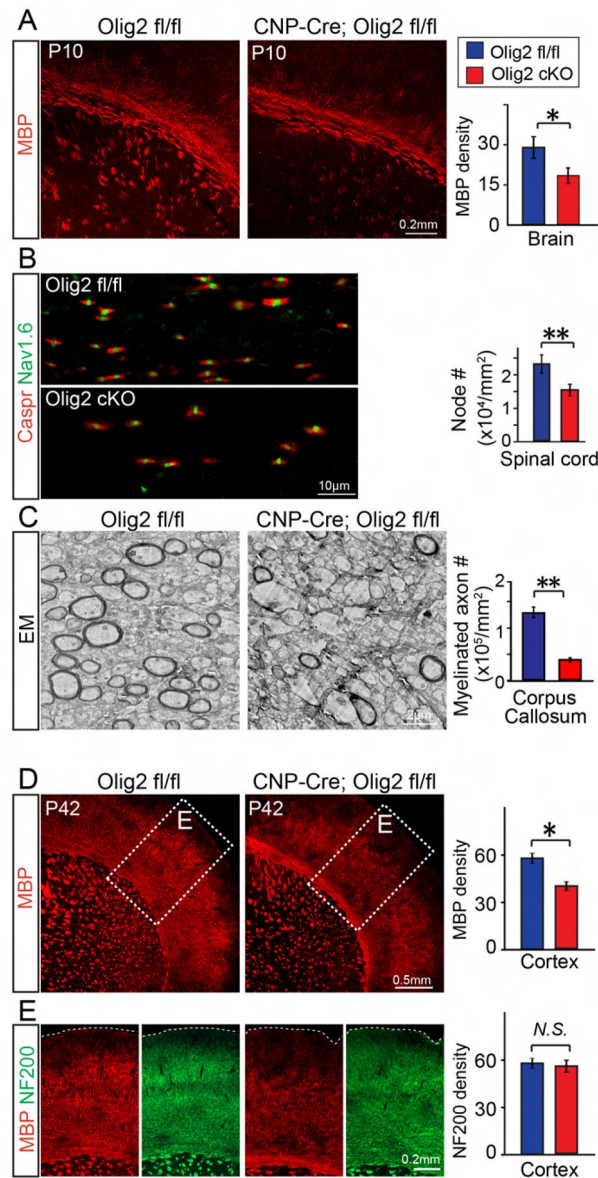 A
Olig2 fl/fl
CNP-Cre; Olig2 fl/fl
P10
P10
MBP
0.2mm
Olig2 fl/fl
Olig2 cKO
MBP density
30
15
0
*
Brain
B
Caspr Nav1.6
Olig2 fl/fl
Olig2 cKO
10µm
Node #
(x10⁴/mm²)
2
1
0
**
Spinal cord
C
Olig2 fl/fl
CNP-Cre; Olig2 fl/fl
EM
2µm
Myelinated axon #
(x10⁵/mm²)
2
1
0
**
Corpus
Callosum
D
Olig2 fl/fl
CNP-Cre; Olig2 fl/fl
P42
E
P42
E
MBP
0.5mm
MBP density
60
30
0
*
Cortex
E
MBP NF200
0.2mm
NF200 density
60
30
0
N.S.
Cortex